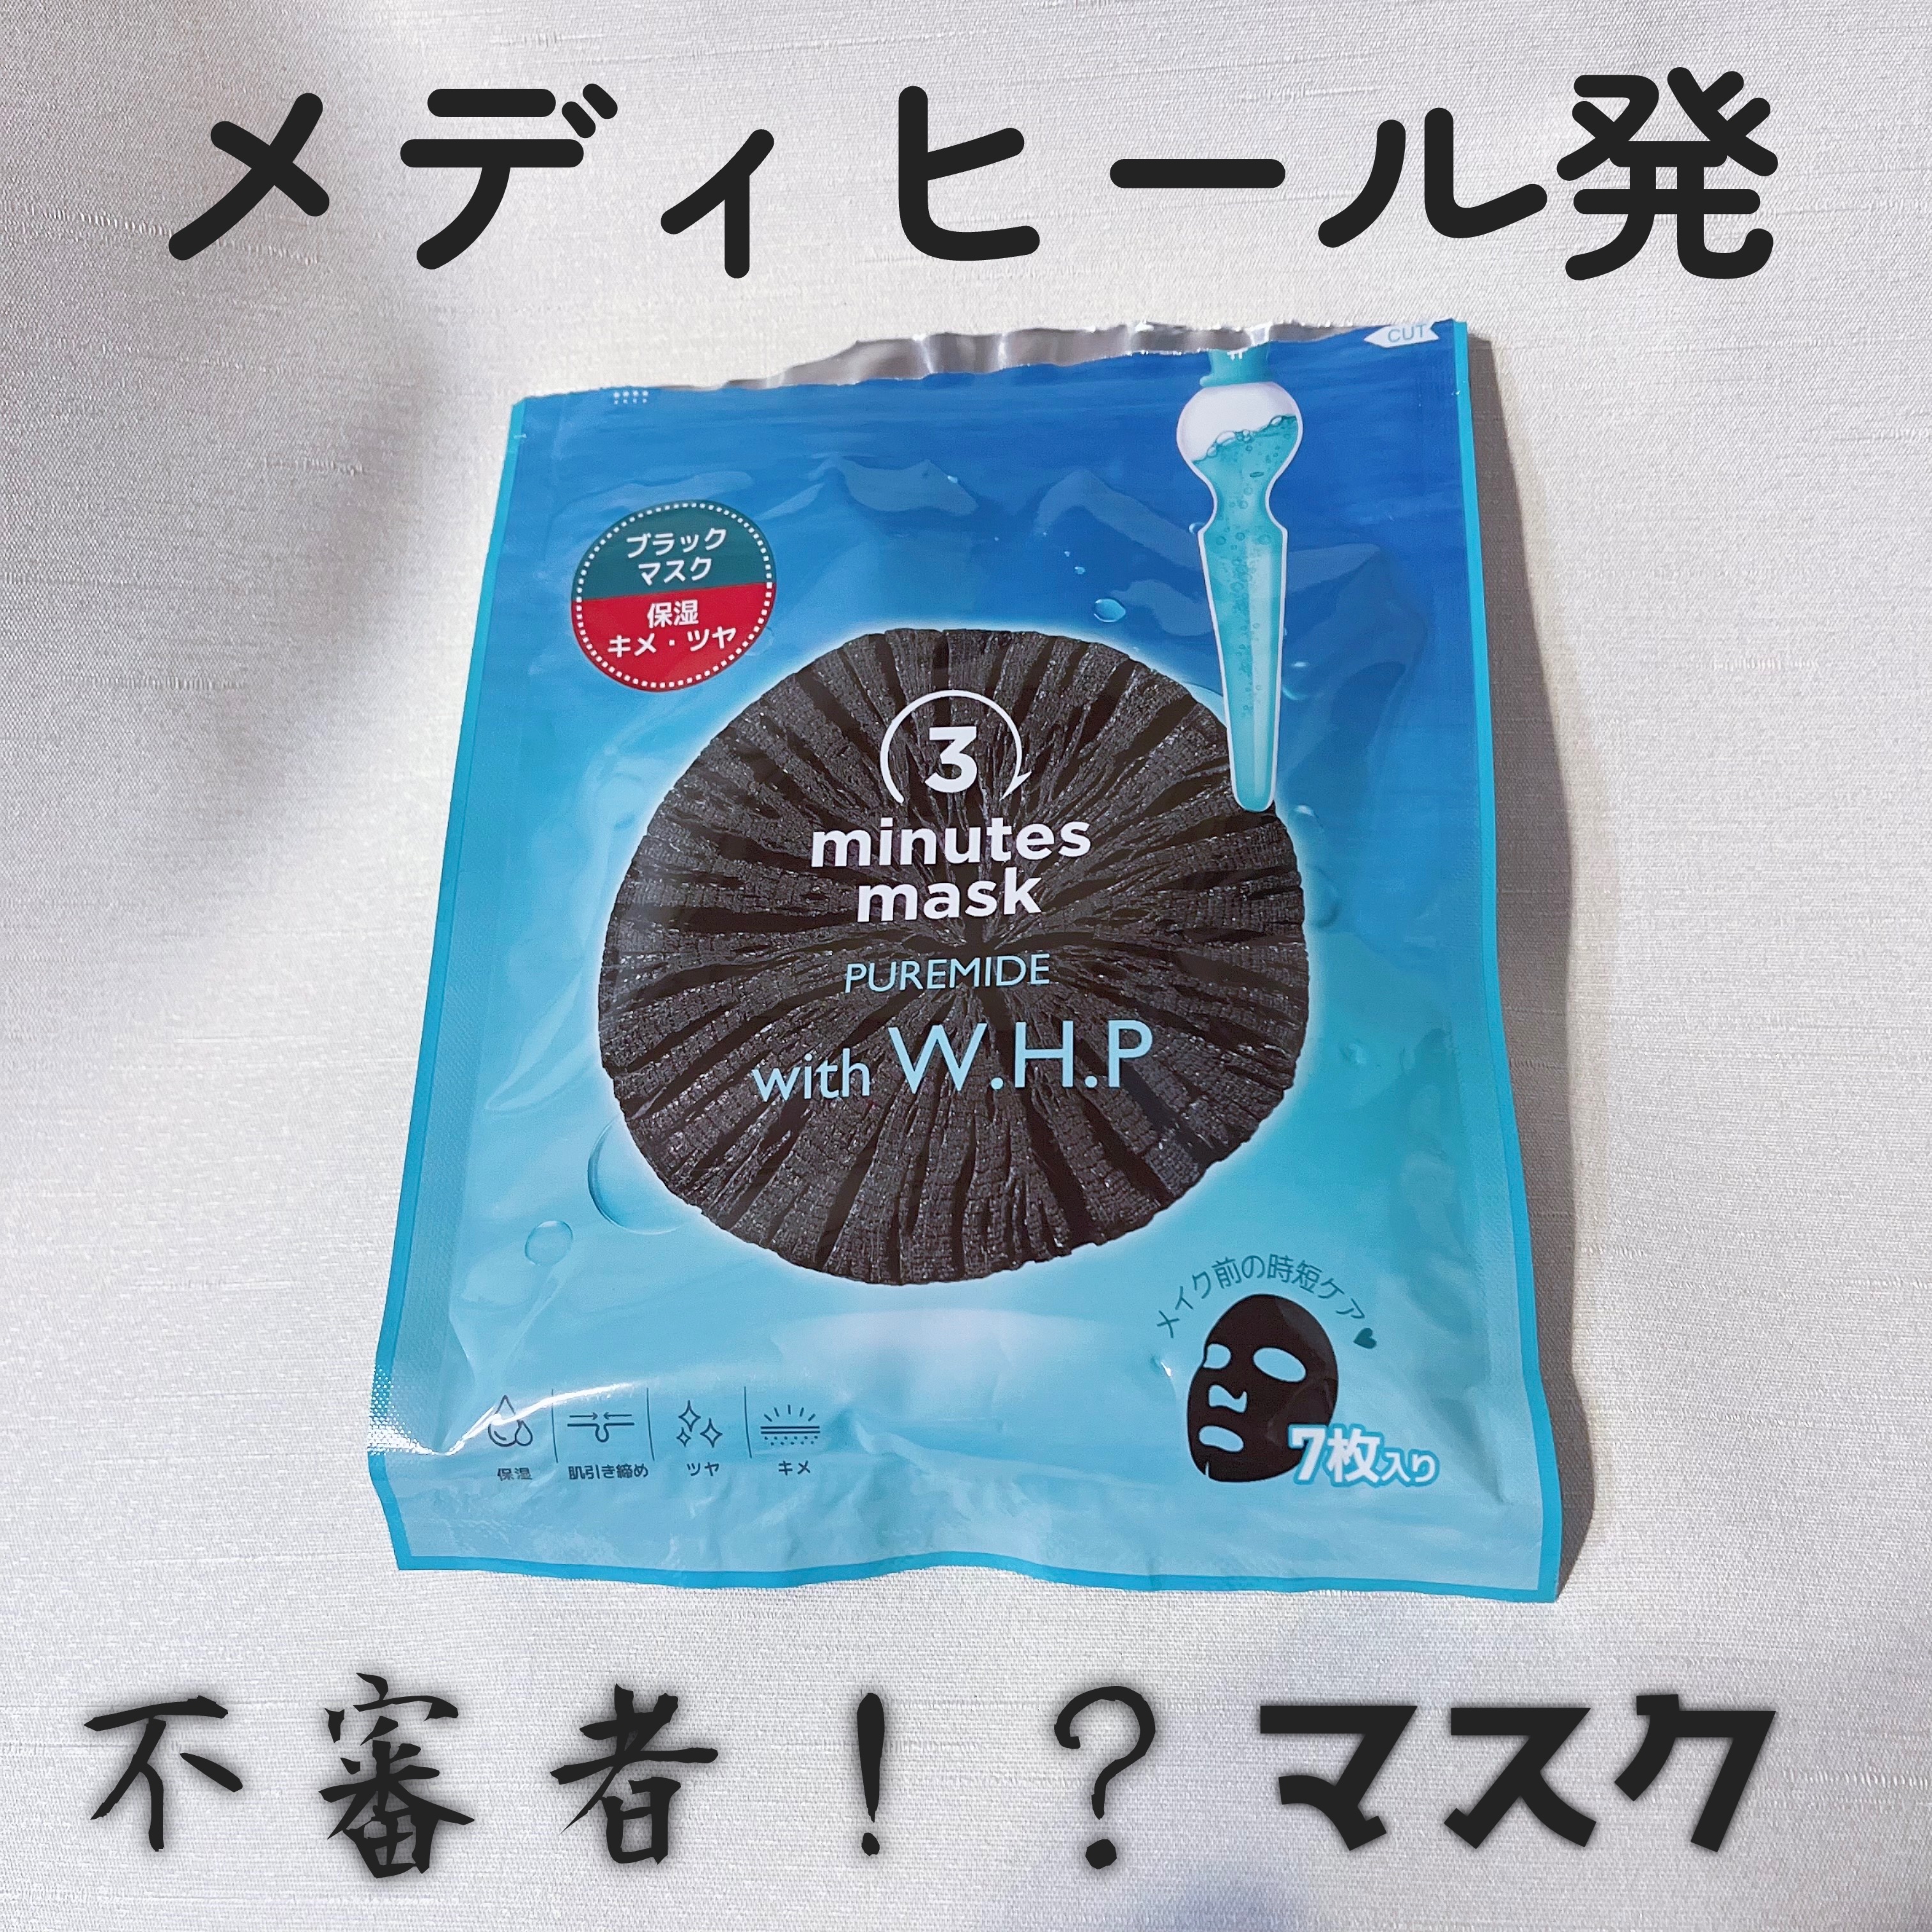 メディヒール発
CUT
ブラック
マスク
保湿
キメ・ツヤ
3
minutes
mask
PUREMIDE
with W.H.P
メイク前の時短ケア
7枚入り
保湿
肌引き締め
ツヤ
キメ
不審者！？マスク